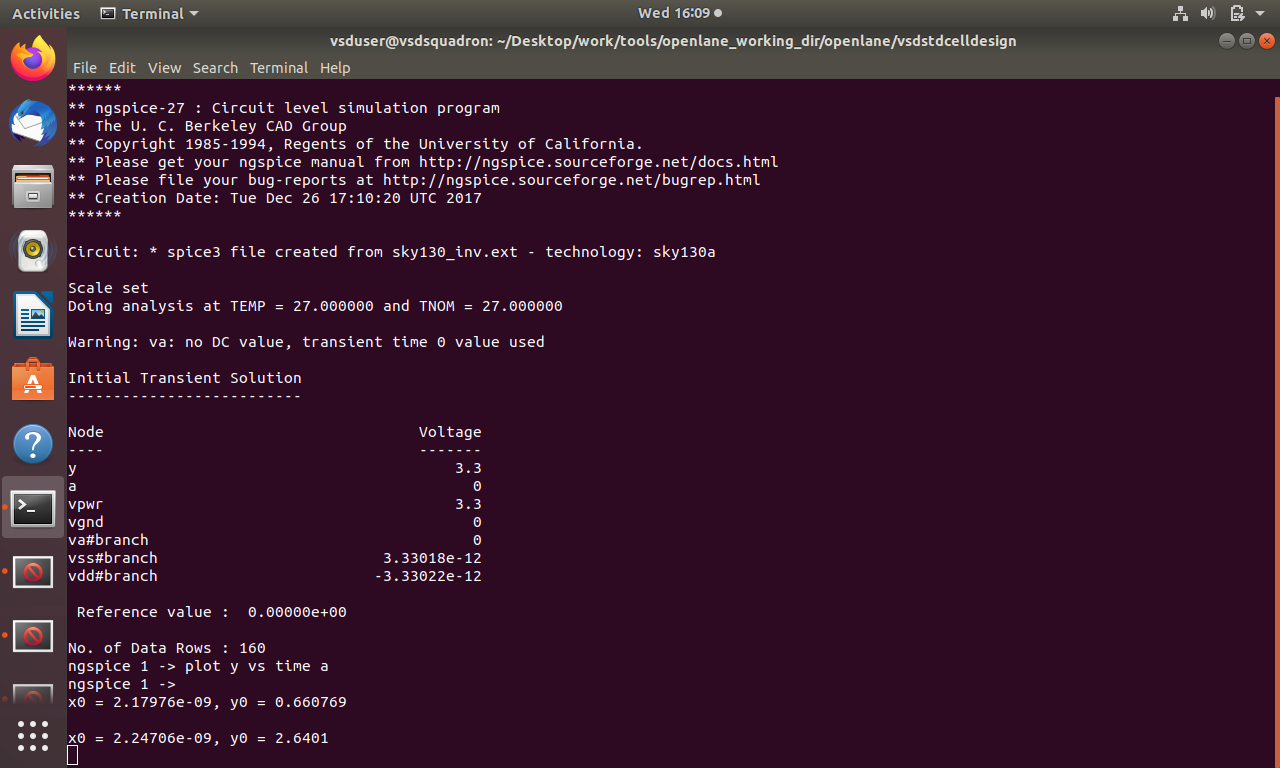 Activities Terminal Wed 16:09
vsduser@vsdsquadron: ~/Desktop/work/tools/openlane_working_dir/openlane/vsdstdcelldesign
File Edit View Search Terminal Help
******
** ngspice-27 : Circuit level simulation program
** The U. C. Berkeley CAD Group
** Copyright 1985-1994, Regents of the University of California.
** Please get your ngspice manual from http://ngspice.sourceforge.net/docs.html
** Please file your bug-reports at http://ngspice.sourceforge.net/bugrep.html
** Creation Date: Tue Dec 26 17:10:20 UTC 2017
******
Circuit: * spice3 file created from sky130_inv.ext - technology: sky130a
Scale set
Doing analysis at TEMP = 27.000000 and TNOM = 27.000000
Warning: va: no DC value, transient time 0 value used
Initial Transient Solution
--------------------------
Node Voltage
---- -------
y 3.3
a 0
vpwr 3.3
vgnd 0
va#branch 0
vss#branch 3.33018e-12
vdd#branch -3.33022e-12
Reference value : 0.00000e+00
No. of Data Rows : 160
ngspice 1 -> plot y vs time a
ngspice 1 ->
x0 = 2.17976e-09, y0 = 0.660769
x0 = 2.24706e-09, y0 = 2.6401